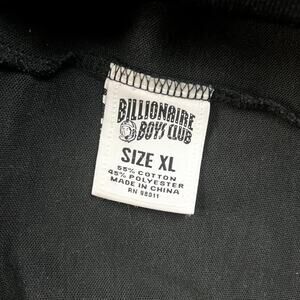 BILLIONAIRE
BOYS CLUB
SIZE XL
55% COTTON
45% POLYESTER
MADE IN CHINA
RN 98011